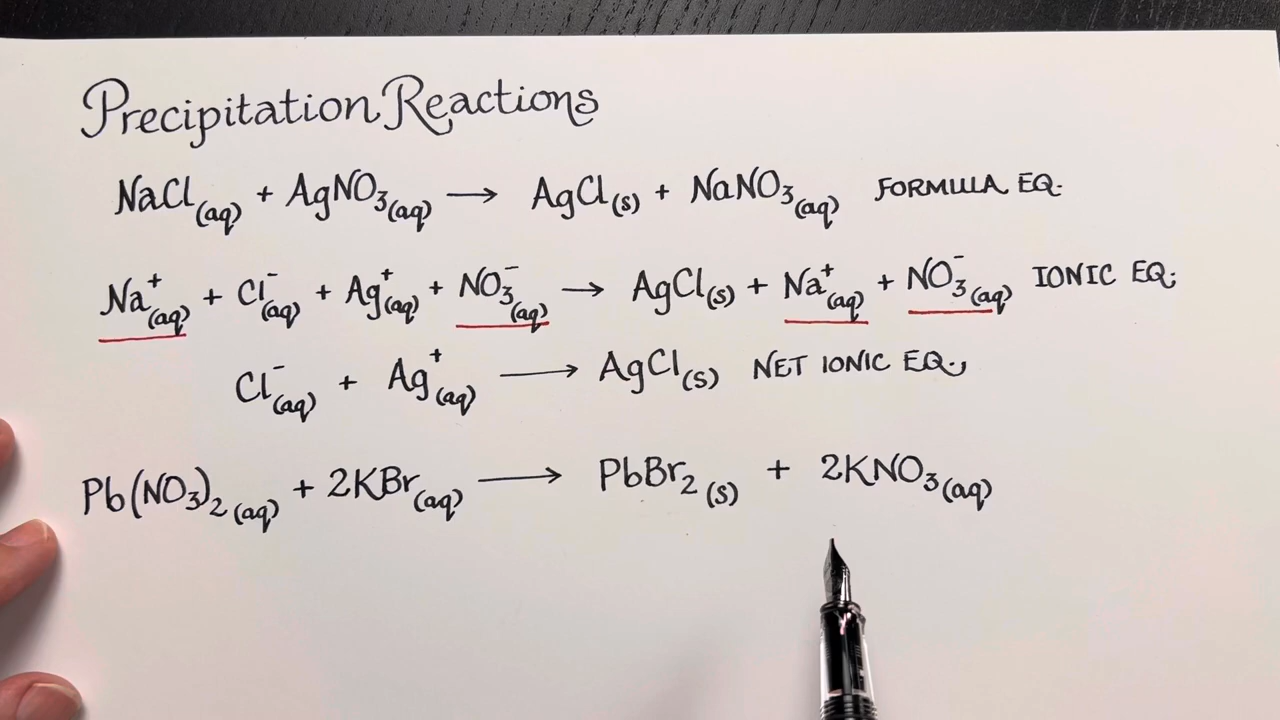 Precipitation Reactions
NaCl(aq) + AgNO₃(aq) → AgCl(s) + NaNO₃(aq) FORMULA EQ.
Na⁺(aq) + Cl⁻(aq) + Ag⁺(aq) + NO₃⁻(aq) → AgCl(s) + Na⁺(aq) + NO₃⁻(aq) IONIC EQ.
Cl⁻(aq) + Ag⁺(aq) → AgCl(s) NET IONIC EQ.
Pb(NO₃)₂(aq) + 2KBr(aq) → PbBr₂(s) + 2KNO₃(aq)